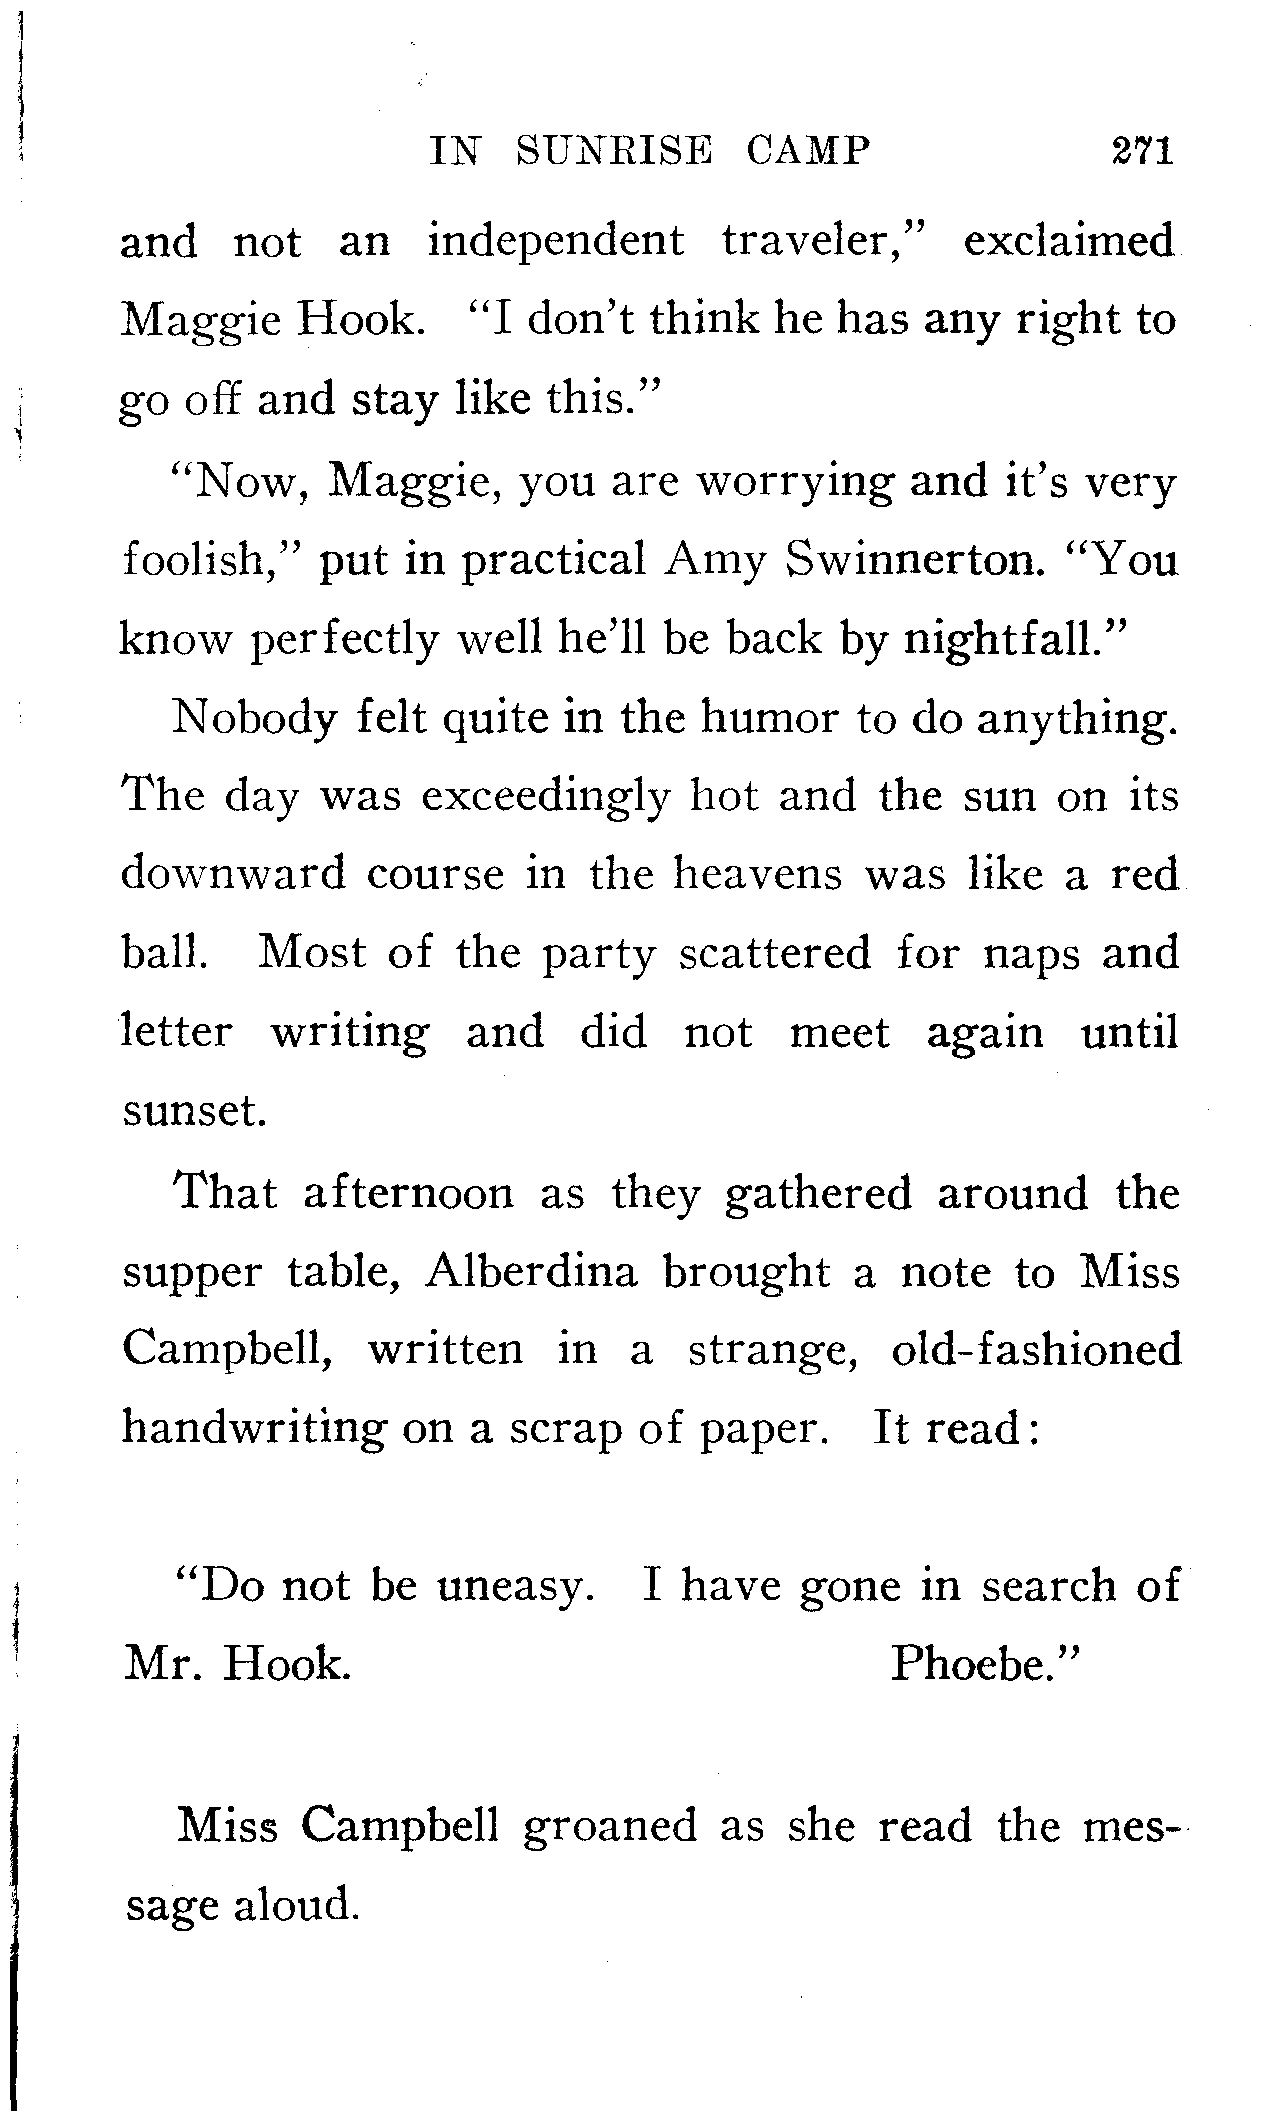 IN SUNRISE CAMP 271
and not an independent traveler,” exclaimed
Maggie Hook. “I don’t think he has any right to
go off and stay like this.”
“Now, Maggie, you are worrying and it’s very
foolish,” put in practical Amy Swinnerton. “You
know perfectly well he’ll be back by nightfall.”
Nobody felt quite in the humor to do anything.
The day was exceedingly hot and the sun on its
downward course in the heavens was like a red
ball. Most of the party scattered for naps and
letter writing and did not meet again until
sunset.
That afternoon as they gathered around the
supper table, Alberdina brought a note to Miss
Campbell, written in a strange, old-fashioned
handwriting on a scrap of paper. It read:
“Do not be uneasy. I have gone in search of
Mr. Hook. Phoebe.”
Miss Campbell groaned as she read the mes-
sage aloud.